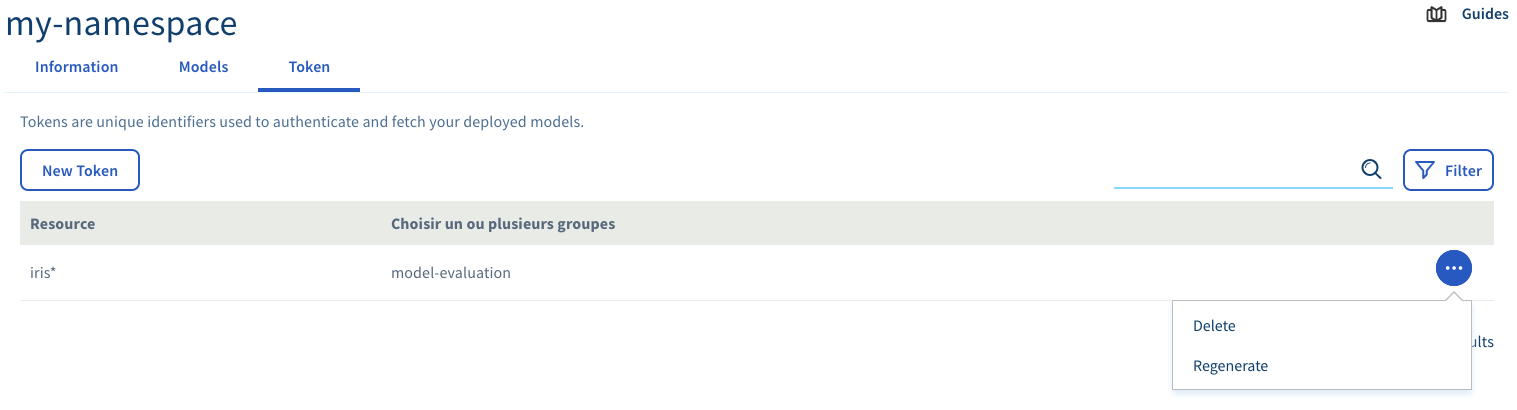 my-namespace
Guides
Information Models Token
Tokens are unique identifiers used to authenticate and fetch your deployed models.
New Token
Filter
Resource Choisir un ou plusieurs groupes
iris* model-evaluation
Delete
Regenerate